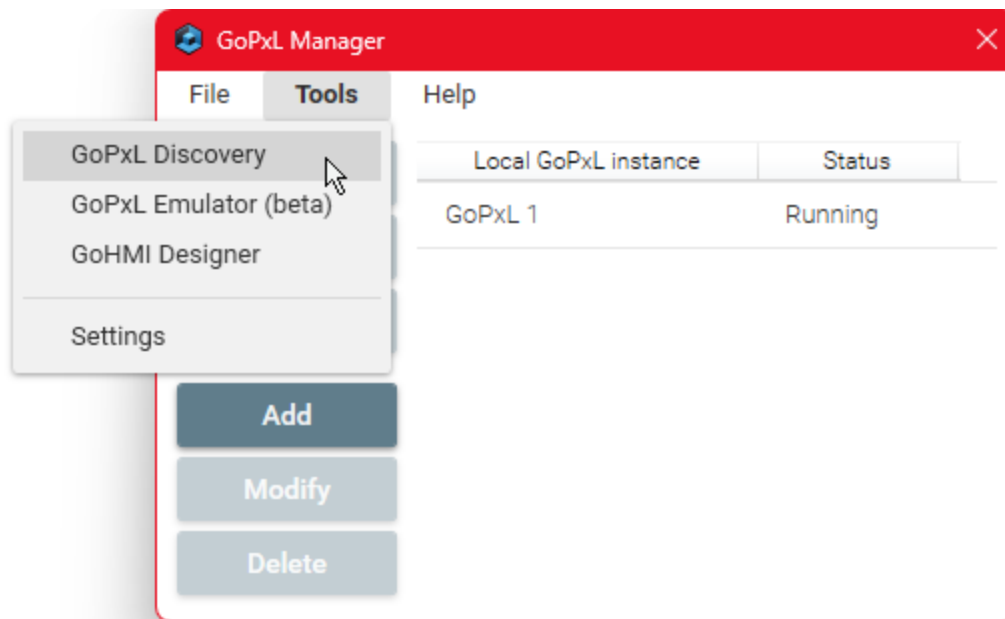 GoPxL Manager
File Tools Help
GoPxL Discovery
GoPxL Emulator (beta)
GoHMI Designer
Settings
Local GoPxL instance Status
GoPxL 1 Running
Add
Modify
Delete